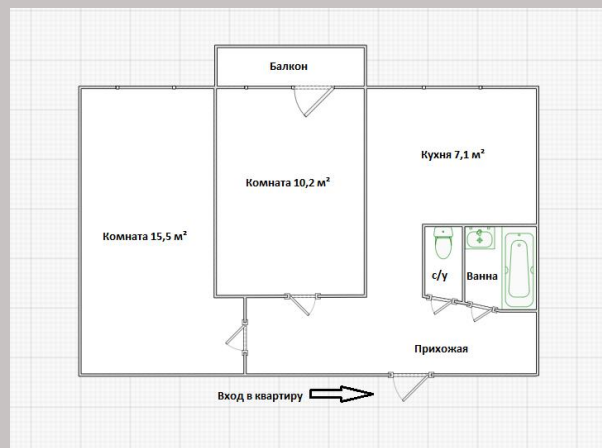 Балкон
Кухня 7,1 м²
Комната 10,2 м²
Комната 15,5 м²
с/у
Ванна
Прихожая
Вход в квартиру